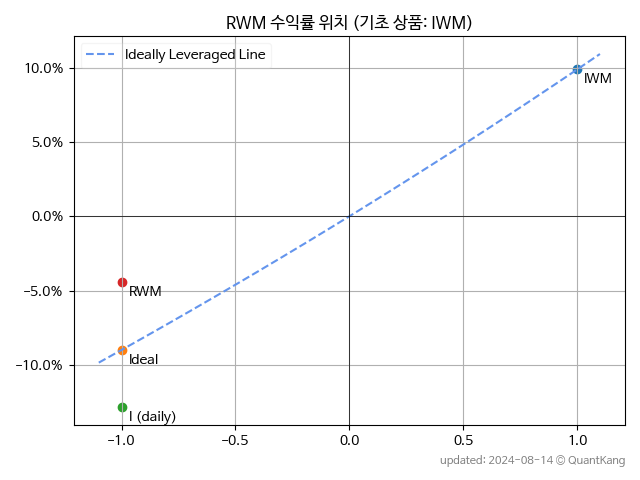 RWM 수익률 위치 (기초 상품: IWM)
Ideally Leveraged Line
10.0%
5.0%
0.0%
−5.0%
−10.0%
IWM
RWM
Ideal
I (daily)
−1.0 −0.5 0.0 0.5 1.0
updated: 2024-08-14 © QuantKang